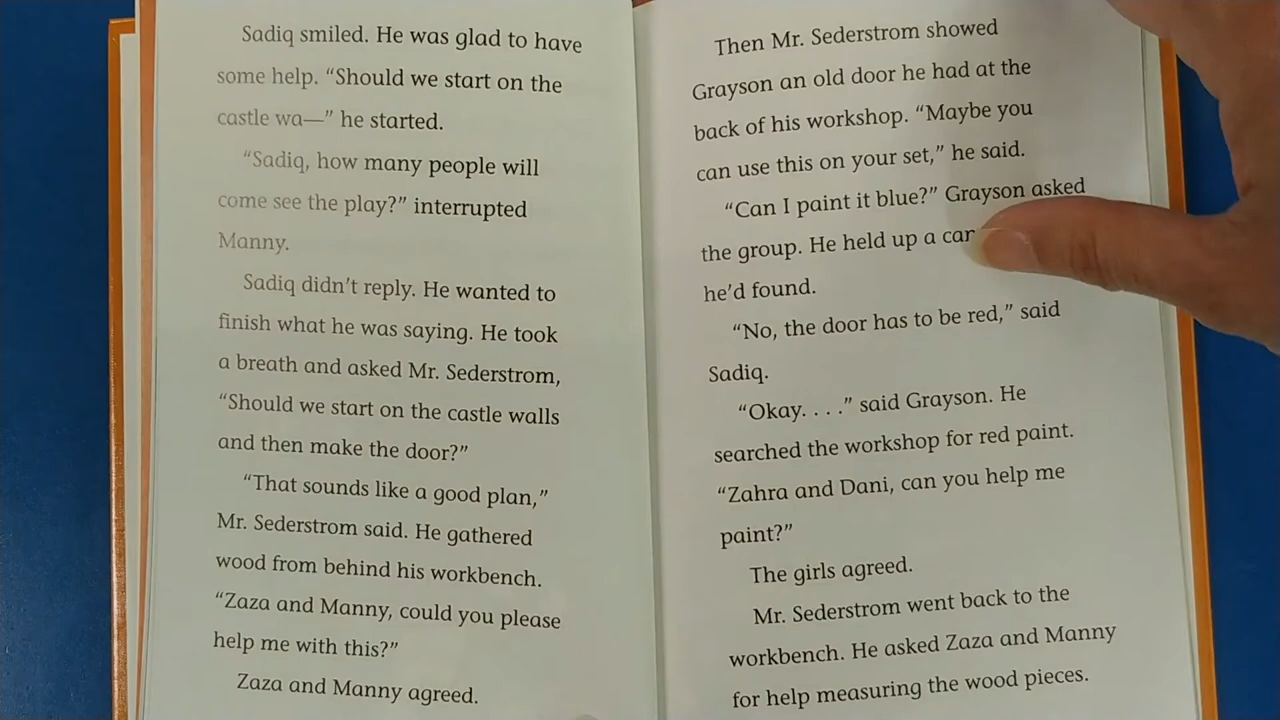 Sadiq smiled. He was glad to have
some help. “Should we start on the
castle wa—” he started.
“Sadiq, how many people will
come see the play?” interrupted
Manny.
Sadiq didn’t reply. He wanted to
finish what he was saying. He took
a breath and asked Mr. Sederstrom,
“Should we start on the castle walls
and then make the door?”
“That sounds like a good plan,”
Mr. Sederstrom said. He gathered
wood from behind his workbench.
“Zaza and Manny, could you please
help me with this?”
Zaza and Manny agreed.
Then Mr. Sederstrom showed
Grayson an old door he had at the
back of his workshop. “Maybe you
can use this on your set,” he said.
“Can I paint it blue?” Grayson asked
the group. He held up a
he’d found.
“No, the door has to be red,” said
Sadiq.
“Okay. . . .” said Grayson. He
searched the workshop for red paint.
“Zahra and Dani, can you help me
paint?”
The girls agreed.
Mr. Sederstrom went back to the
workbench. He asked Zaza and Manny
for help measuring the wood pieces.